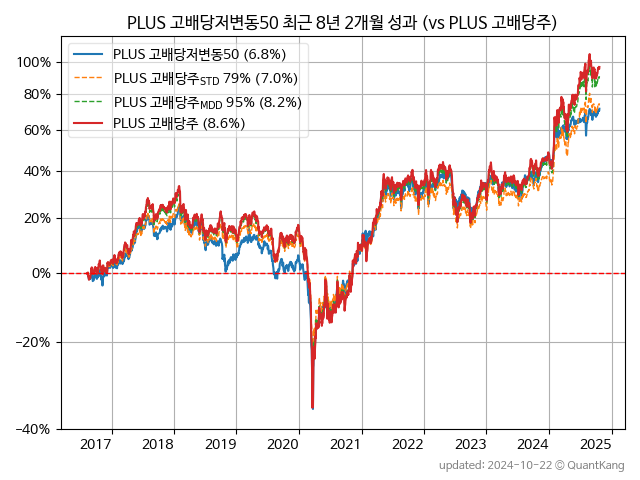 PLUS 고배당저변동50 최근 8년 2개월 성과 (vs PLUS 고배당주)
PLUS 고배당저변동50 (6.8%)
PLUS 고배당주STD 79% (7.0%)
PLUS 고배당주MDD 95% (8.2%)
PLUS 고배당주 (8.6%)
100%
80%
60%
40%
20%
0%
−20%
−40%
2017 2018 2019 2020 2021 2022 2023 2024 2025
updated: 2024-10-22 © QuantKang